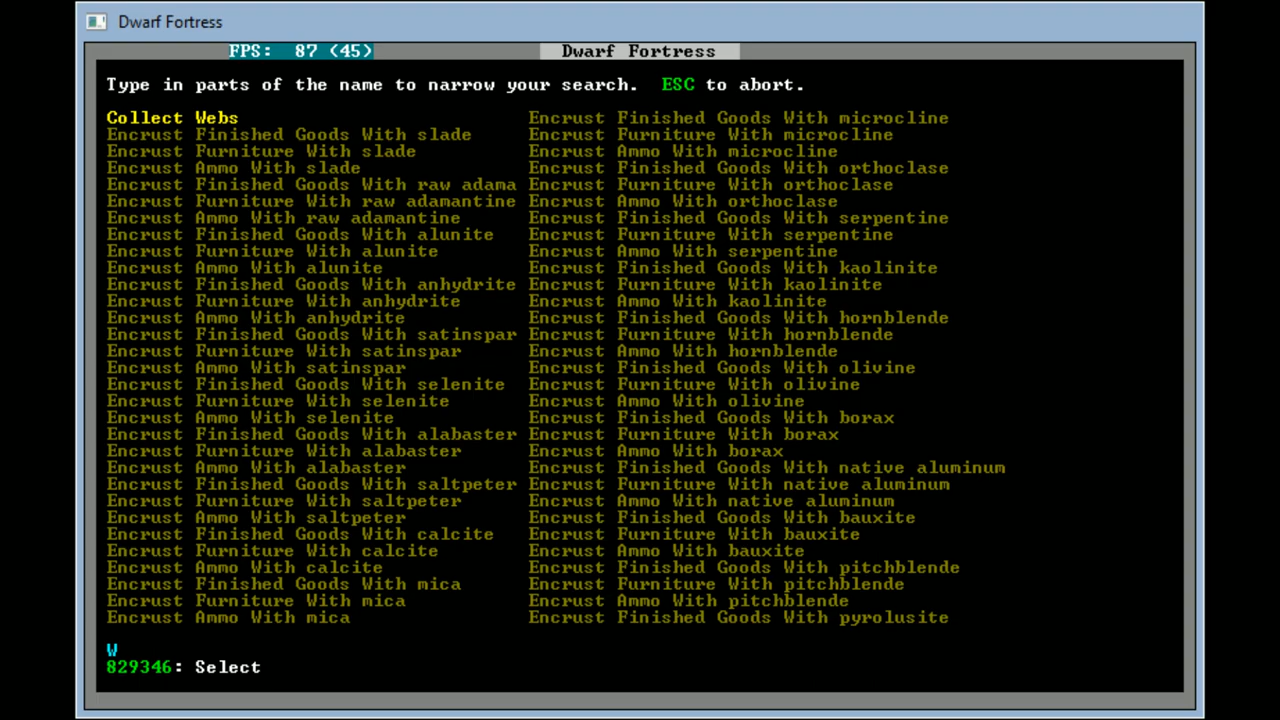 Dwarf Fortress
FPS: 87 (45)
Dwarf Fortress
Type in parts of the name to narrow your search. ESC to abort.
Collect Webs
Encrust Finished Goods With slade
Encrust Furniture With slade
Encrust Ammo With slade
Encrust Finished Goods With raw adama
Encrust Furniture With raw adamantine
Encrust Ammo With raw adamantine
Encrust Finished Goods With alunite
Encrust Furniture With alunite
Encrust Ammo With alunite
Encrust Finished Goods With anhydrite
Encrust Furniture With anhydrite
Encrust Ammo With anhydrite
Encrust Finished Goods With satinspar
Encrust Furniture With satinspar
Encrust Ammo With satinspar
Encrust Finished Goods With selenite
Encrust Furniture With selenite
Encrust Ammo With selenite
Encrust Finished Goods With alabaster
Encrust Furniture With alabaster
Encrust Ammo With alabaster
Encrust Finished Goods With saltpeter
Encrust Furniture With saltpeter
Encrust Ammo With saltpeter
Encrust Finished Goods With calcite
Encrust Furniture With calcite
Encrust Ammo With calcite
Encrust Finished Goods With mica
Encrust Furniture With mica
Encrust Ammo With mica
Encrust Finished Goods With microcline
Encrust Furniture With microcline
Encrust Ammo With microcline
Encrust Finished Goods With orthoclase
Encrust Furniture With orthoclase
Encrust Ammo With orthoclase
Encrust Finished Goods With serpentine
Encrust Furniture With serpentine
Encrust Ammo With serpentine
Encrust Finished Goods With kaolinite
Encrust Furniture With kaolinite
Encrust Ammo With kaolinite
Encrust Finished Goods With hornblende
Encrust Furniture With hornblende
Encrust Ammo With hornblende
Encrust Finished Goods With olivine
Encrust Furniture With olivine
Encrust Ammo With olivine
Encrust Finished Goods With borax
Encrust Furniture With borax
Encrust Ammo With borax
Encrust Finished Goods With native aluminum
Encrust Furniture With native aluminum
Encrust Ammo With native aluminum
Encrust Finished Goods With bauxite
Encrust Furniture With bauxite
Encrust Ammo With bauxite
Encrust Finished Goods With pitchblende
Encrust Furniture With pitchblende
Encrust Ammo With pitchblende
Encrust Finished Goods With pyrolusite
W
829346: Select